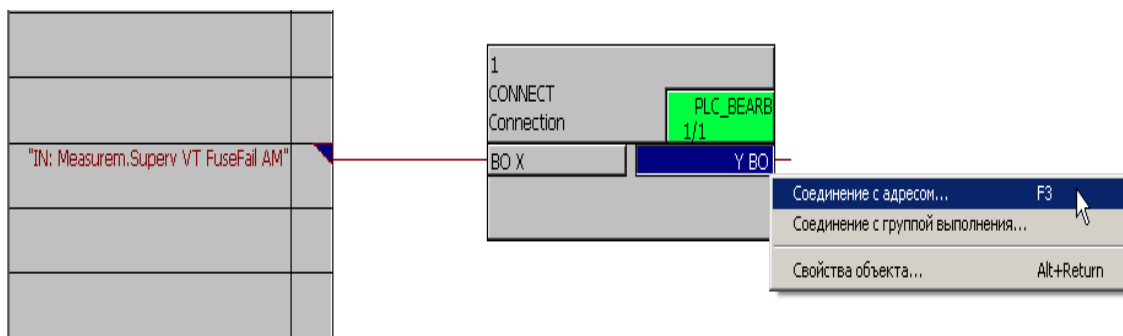 "IN: Measurem.Superv VT FuseFail AM"
1
CONNECT
Connection
PLC_BEARB
1/1
BO X
Y BO
Соединение с адресом... F3
Соединение с группой выполнения...
Свойства объекта... Alt+Return